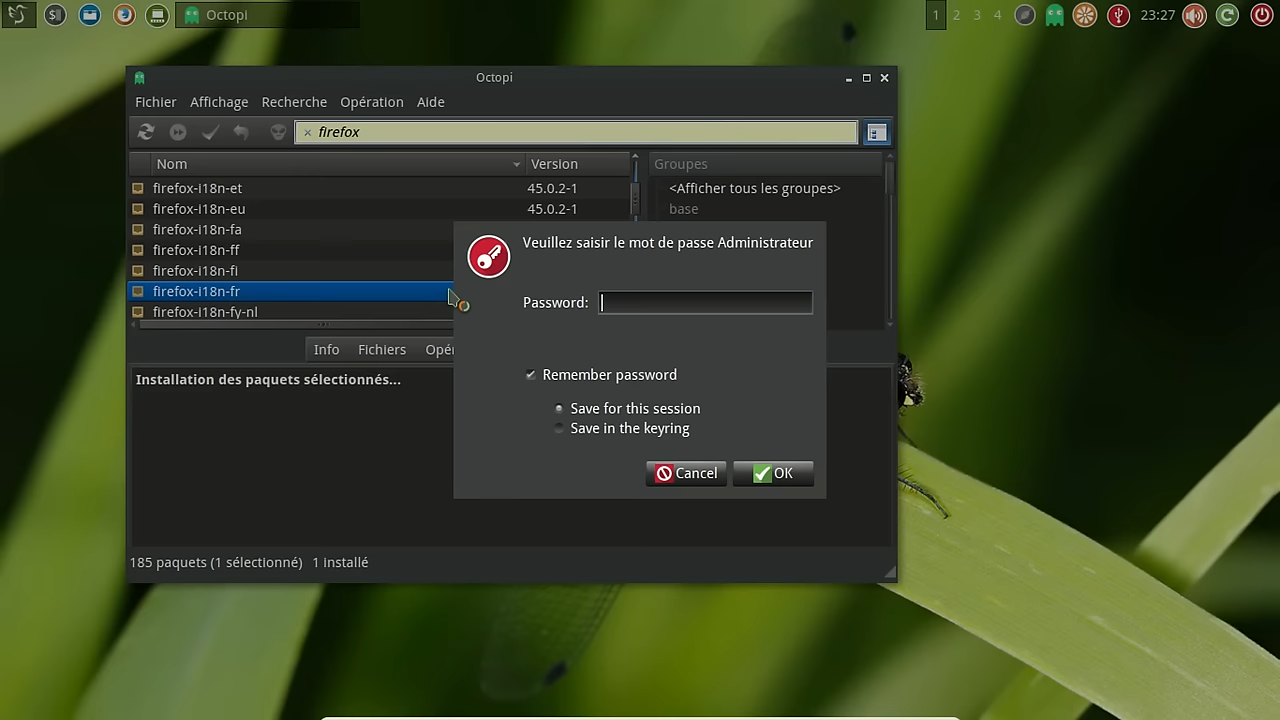 Octopi
1 2 3 4
23:27
Octopi
Fichier Affichage Recherche Opération Aide
× firefox
Nom Version Groupes
firefox-i18n-et 45.0.2-1 <Afficher tous les groupes>
firefox-i18n-eu 45.0.2-1 base
firefox-i18n-fa
firefox-i18n-ff
firefox-i18n-fi
firefox-i18n-fr
firefox-i18n-fy-nl
Veuillez saisir le mot de passe Administrateur
Password:
Remember password
Save for this session
Save in the keyring
Cancel OK
Info Fichiers Opé
Installation des paquets sélectionnés...
185 paquets (1 sélectionné) 1 installé